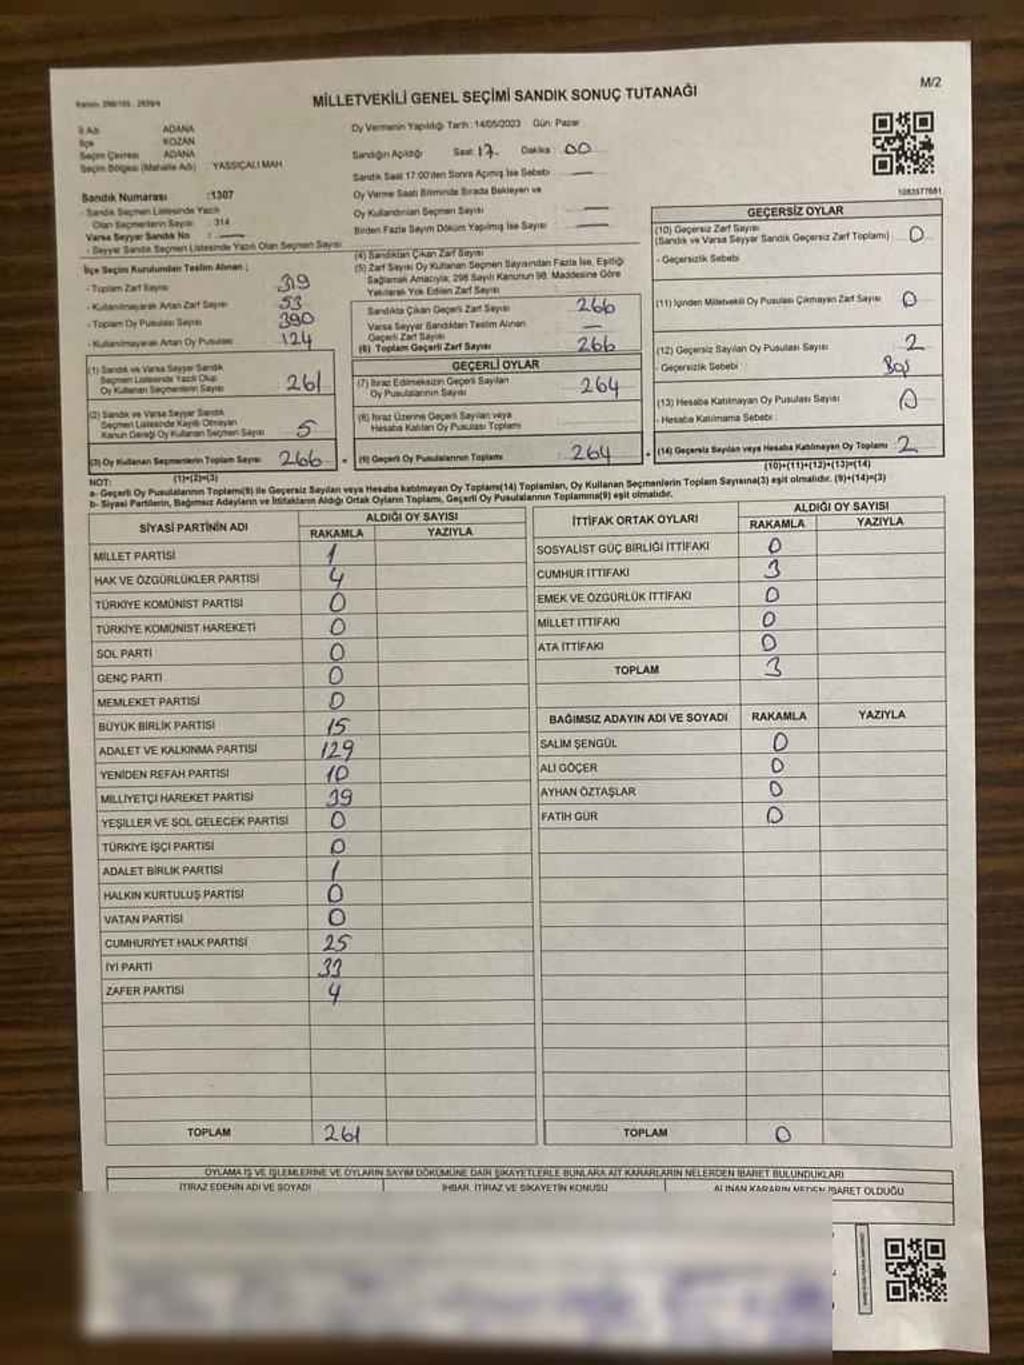 M/2
MİLLETVEKİLİ GENEL SEÇİMİ SANDIK SONUÇ TUTANAĞI
İl Adı ADANA
İlçe KOZAN
Seçim Çevresi ADANA
Seçim Bölgesi (Mahalle Adı) : YASSIÇALI MAH
Sandık Numarası :1307
- Sandık Seçmen Listesinde Yazılı
Olan Seçmenlerin Sayısı : 314
Varsa Seyyar Sandık No :
- Seyyar Sandık Seçmen Listesinde Yazılı Olan Seçmen Sayısı
Oy Vermenin Yapıldığı Tarih : 14/05/2023 Gün: Pazar
Sandığın Açıldığı Saat : 17. Dakika : 00
Sandık Saat 17:00'den Sonra Açılmış İse Sebebi —
Oy Verme Saati Bitiminde Sırada Bekleyen ve
Oy Kullandırılan Seçmen Sayısı —
Birden Fazla Sayım Döküm Yapılmış İse Sayısı —
1083577681
İlçe Seçim Kurulundan Teslim Alınan ;
- Toplam Zarf Sayısı 319
- Kullanılmayarak Artan Zarf Sayısı 53
- Toplam Oy Pusulası Sayısı 390
- Kullanılmayarak Artan Oy Pusulası 124
(1) Sandık ve Varsa Seyyar Sandık
Seçmen Listesinde Yazılı Olup
Oy Kullanan Seçmenlerin Sayısı 261
(2) Sandık ve Varsa Seyyar Sandık
Seçmen Listesinde Kayıtlı Olmayan
Kanun Gereği Oy Kullanan Seçmen Sayısı 5
(3) Oy Kullanan Seçmenlerin Toplam Sayısı 266
(1)+(2)=(3)
(4) Sandıktan Çıkan Zarf Sayısı
(5) Zarf Sayısı Oy Kullanan Seçmen Sayısından Fazla İse, Eşitliği
Sağlamak Amacıyla; 298 Sayılı Kanunun 98. Maddesine Göre
Yakılarak Yok Edilen Zarf Sayısı
Sandıkta Çıkan Geçerli Zarf Sayısı 266
Varsa Seyyar Sandıktan Teslim Alınan
Geçerli Zarf Sayısı —
(6) Toplam Geçerli Zarf Sayısı 266
GEÇERLİ OYLAR
(7) İtiraz Edilmeksizin Geçerli Sayılan
Oy Pusulalarının Sayısı 264
(8) İtiraz Üzerine Geçerli Sayılan veya
Hesaba Katılan Oy Pusulası Toplamı
(9) Geçerli Oy Pusulalarının Toplamı 264
GEÇERSİZ OYLAR
(10) Geçersiz Zarf Sayısı
(Sandık ve Varsa Seyyar Sandık Geçersiz Zarf Toplamı) 0
- Geçersizlik Sebebi
(11) İçinden Milletvekili Oy Pusulası Çıkmayan Zarf Sayısı 0
(12) Geçersiz Sayılan Oy Pusulası Sayısı 2
- Geçersizlik Sebebi : Boş
(13) Hesaba Katılmayan Oy Pusulası Sayısı 0
- Hesaba Katılmama Sebebi :
(14) Geçersiz Sayılan veya Hesaba Katılmayan Oy Toplamı 2
(10)+(11)+(12)+(13)=(14)
NOT:
a- Geçerli Oy Pusulalarının Toplamı(9) ile Geçersiz Sayılan veya Hesaba katılmayan Oy Toplamı(14) Toplamları, Oy Kullanan Seçmenlerin Toplam Sayısına(3) eşit olmalıdır. (9)+(14)=(3)
b- Siyasi Partilerin, Bağımsız Adayların ve İttifakların Aldığı Ortak Oyların Toplamı, Geçerli Oy Pusulalarının Toplamına(9) eşit olmalıdır.
SİYASİ PARTİNİN ADI ALDIĞI OY SAYISI
RAKAMLA YAZIYLA
MİLLET PARTİSİ 1
HAK VE ÖZGÜRLÜKLER PARTİSİ 4
TÜRKİYE KOMÜNİST PARTİSİ 0
TÜRKİYE KOMÜNİST HAREKETİ 0
SOL PARTİ 0
GENÇ PARTİ 0
MEMLEKET PARTİSİ 0
BÜYÜK BİRLİK PARTİSİ 15
ADALET VE KALKINMA PARTİSİ 129
YENİDEN REFAH PARTİSİ 10
MİLLİYETÇİ HAREKET PARTİSİ 39
YEŞİLLER VE SOL GELECEK PARTİSİ 0
TÜRKİYE İŞÇİ PARTİSİ 0
ADALET BİRLİK PARTİSİ 1
HALKIN KURTULUŞ PARTİSİ 0
VATAN PARTİSİ 0
CUMHURİYET HALK PARTİSİ 25
İYİ PARTİ 33
ZAFER PARTİSİ 4
TOPLAM 261
İTTİFAK ORTAK OYLARI ALDIĞI OY SAYISI
RAKAMLA YAZIYLA
SOSYALİST GÜÇ BİRLİĞİ İTTİFAKI 0
CUMHUR İTTİFAKI 3
EMEK VE ÖZGÜRLÜK İTTİFAKI 0
MİLLET İTTİFAKI 0
ATA İTTİFAKI 0
TOPLAM 3
BAĞIMSIZ ADAYIN ADI VE SOYADI RAKAMLA YAZIYLA
SALİM ŞENGÜL 0
ALİ GÖÇER 0
AYHAN ÖZTAŞLAR 0
FATİH GÜR 0
TOPLAM 0
OYLAMA İŞ VE İŞLEMLERİNE VE OYLARIN SAYIM DÖKÜMÜNE DAİR ŞİKAYETLERLE BUNLARA AİT KARARLARIN NELERDEN İBARET BULUNDUKLARI
İTİRAZ EDENİN ADI VE SOYADI İHBAR, İTİRAZ VE ŞİKAYETİN KONUSU ALINAN KARARIN NEDEN İBARET OLDUĞU